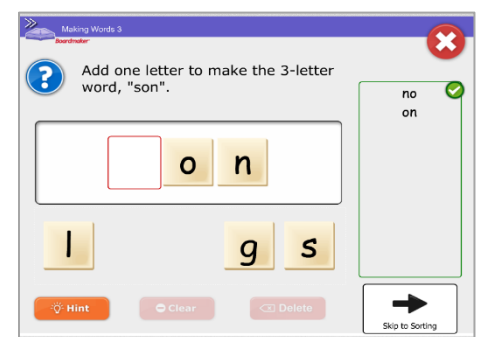 Making Words 3
Boardmaker
Add one letter to make the 3-letter
word, "son".
o n
l g s
no
on
Hint
Clear
Delete
Skip to Sorting